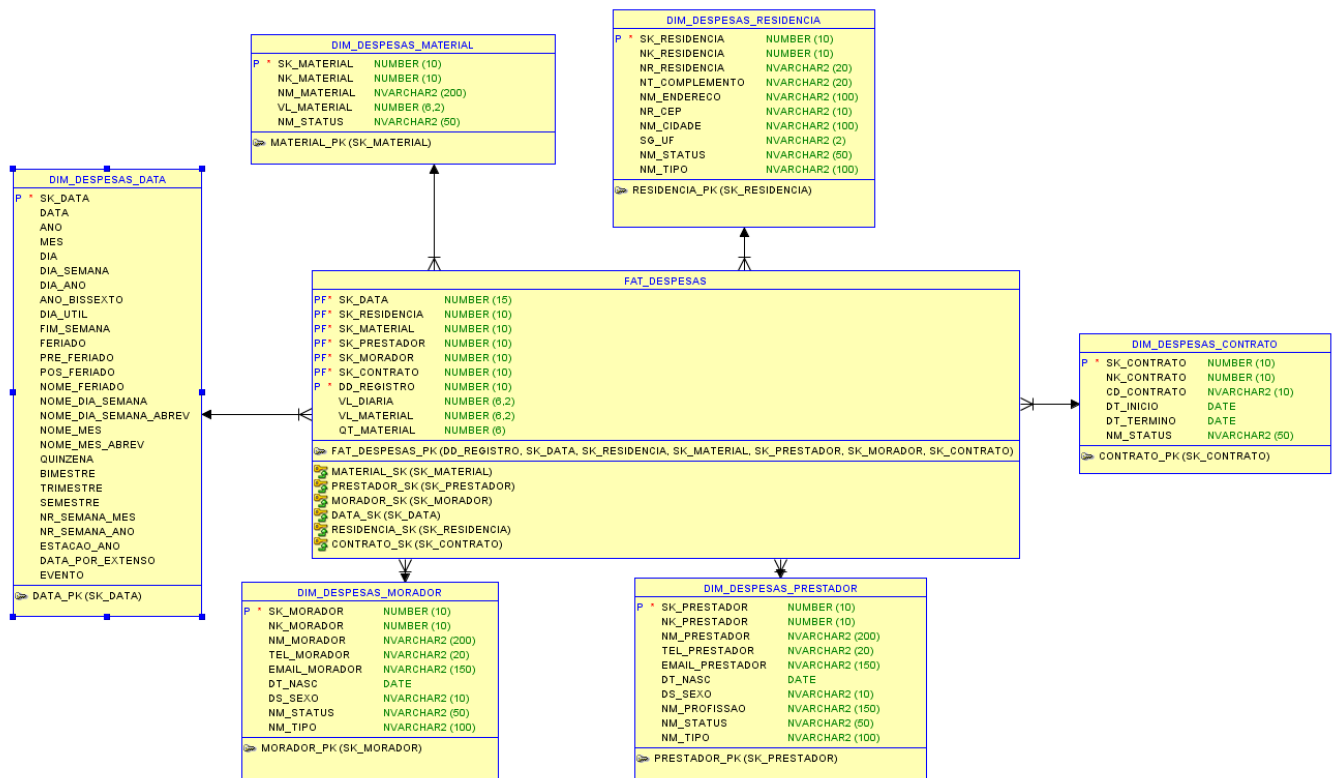 DIM_DESPESAS_RESIDENCIA
P * SK_RESIDENCIA NUMBER (10)
NK_RESIDENCIA NUMBER (10)
NR_RESIDENCIA NVARCHAR2 (20)
NT_COMPLEMENTO NVARCHAR2 (20)
NM_ENDERECO NVARCHAR2 (100)
NR_CEP NVARCHAR2 (10)
NM_CIDADE NVARCHAR2 (100)
SG_UF NVARCHAR2 (2)
NM_STATUS NVARCHAR2 (50)
NM_TIPO NVARCHAR2 (100)
RESIDENCIA_PK (SK_RESIDENCIA)
DIM_DESPESAS_MATERIAL
P * SK_MATERIAL NUMBER (10)
NK_MATERIAL NUMBER (10)
NM_MATERIAL NVARCHAR2 (200)
VL_MATERIAL NUMBER (6,2)
NM_STATUS NVARCHAR2 (50)
MATERIAL_PK (SK_MATERIAL)
DIM_DESPESAS_DATA
P * SK_DATA
DATA
ANO
MES
DIA
DIA_SEMANA
DIA_ANO
ANO_BISSEXTO
DIA_UTIL
FIM_SEMANA
FERIADO
PRE_FERIADO
POS_FERIADO
NOME_FERIADO
NOME_DIA_SEMANA
NOME_DIA_SEMANA_ABREV
NOME_MES
NOME_MES_ABREV
QUINZENA
BIMESTRE
TRIMESTRE
SEMESTRE
NR_SEMANA_MES
NR_SEMANA_ANO
ESTACAO_ANO
DATA_POR_EXTENSO
EVENTO
DATA_PK (SK_DATA)
FAT_DESPESAS
PF* SK_DATA NUMBER (15)
PF* SK_RESIDENCIA NUMBER (10)
PF* SK_MATERIAL NUMBER (10)
PF* SK_PRESTADOR NUMBER (10)
PF* SK_MORADOR NUMBER (10)
PF* SK_CONTRATO NUMBER (10)
P * DD_REGISTRO NUMBER (10)
VL_DIARIA NUMBER (6,2)
VL_MATERIAL NUMBER (6,2)
QT_MATERIAL NUMBER (6)
FAT_DESPESAS_PK (DD_REGISTRO, SK_DATA, SK_RESIDENCIA, SK_MATERIAL, SK_PRESTADOR, SK_MORADOR, SK_CONTRATO)
MATERIAL_SK (SK_MATERIAL)
PRESTADOR_SK (SK_PRESTADOR)
MORADOR_SK (SK_MORADOR)
DATA_SK (SK_DATA)
RESIDENCIA_SK (SK_RESIDENCIA)
CONTRATO_SK (SK_CONTRATO)
DIM_DESPESAS_CONTRATO
P * SK_CONTRATO NUMBER (10)
NK_CONTRATO NUMBER (10)
CD_CONTRATO NVARCHAR2 (10)
DT_INICIO DATE
DT_TERMINO DATE
NM_STATUS NVARCHAR2 (50)
CONTRATO_PK (SK_CONTRATO)
DIM_DESPESAS_MORADOR
P * SK_MORADOR NUMBER (10)
NK_MORADOR NUMBER (10)
NM_MORADOR NVARCHAR2 (200)
TEL_MORADOR NVARCHAR2 (20)
EMAIL_MORADOR NVARCHAR2 (150)
DT_NASC DATE
DS_SEXO NVARCHAR2 (10)
NM_STATUS NVARCHAR2 (50)
NM_TIPO NVARCHAR2 (100)
MORADOR_PK (SK_MORADOR)
DIM_DESPESAS_PRESTADOR
P * SK_PRESTADOR NUMBER (10)
NK_PRESTADOR NUMBER (10)
NM_PRESTADOR NVARCHAR2 (200)
TEL_PRESTADOR NVARCHAR2 (20)
EMAIL_PRESTADOR NVARCHAR2 (150)
DT_NASC DATE
DS_SEXO NVARCHAR2 (10)
NM_PROFISSAO NVARCHAR2 (150)
NM_STATUS NVARCHAR2 (50)
NM_TIPO NVARCHAR2 (100)
PRESTADOR_PK (SK_PRESTADOR)